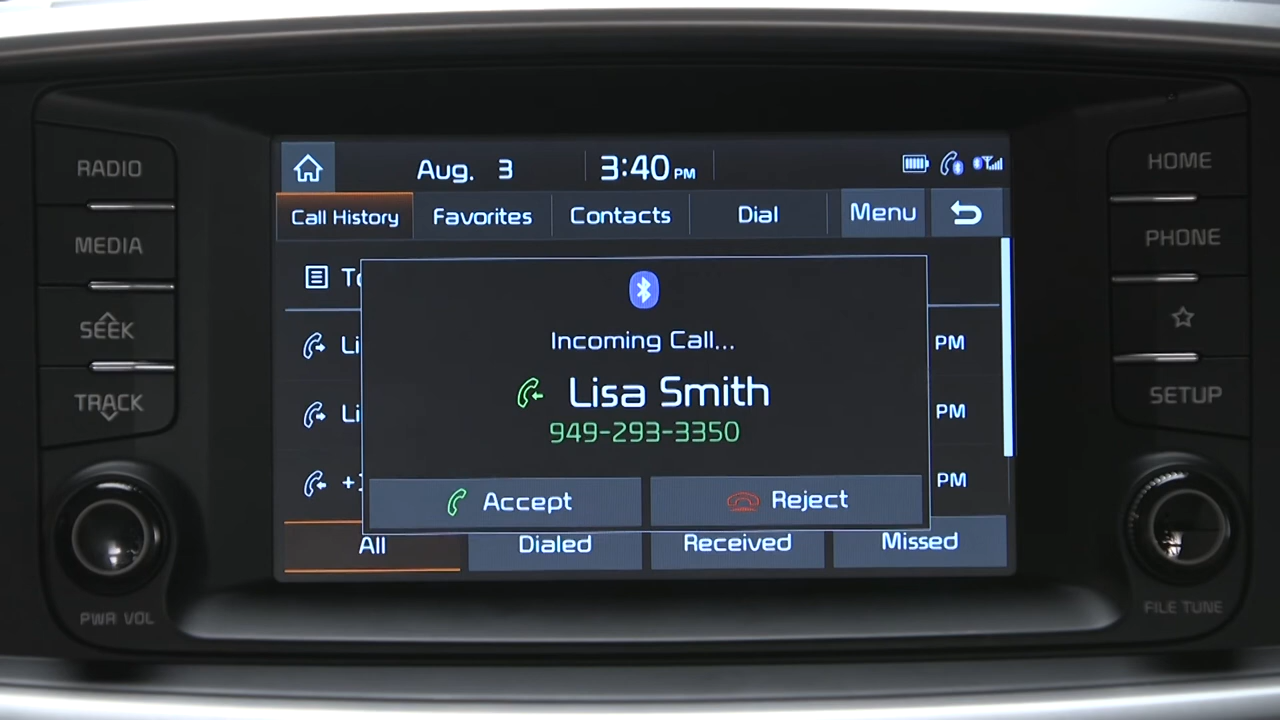 RADIO
MEDIA
SEEK
TRACK
PWR VOL
Aug. 3 3:40 PM
Call History Favorites Contacts Dial Menu
Incoming Call...
Lisa Smith
949-293-3350
Accept Reject
PM
PM
PM
All Dialed Received Missed
HOME
PHONE
SETUP
FILE TUNE